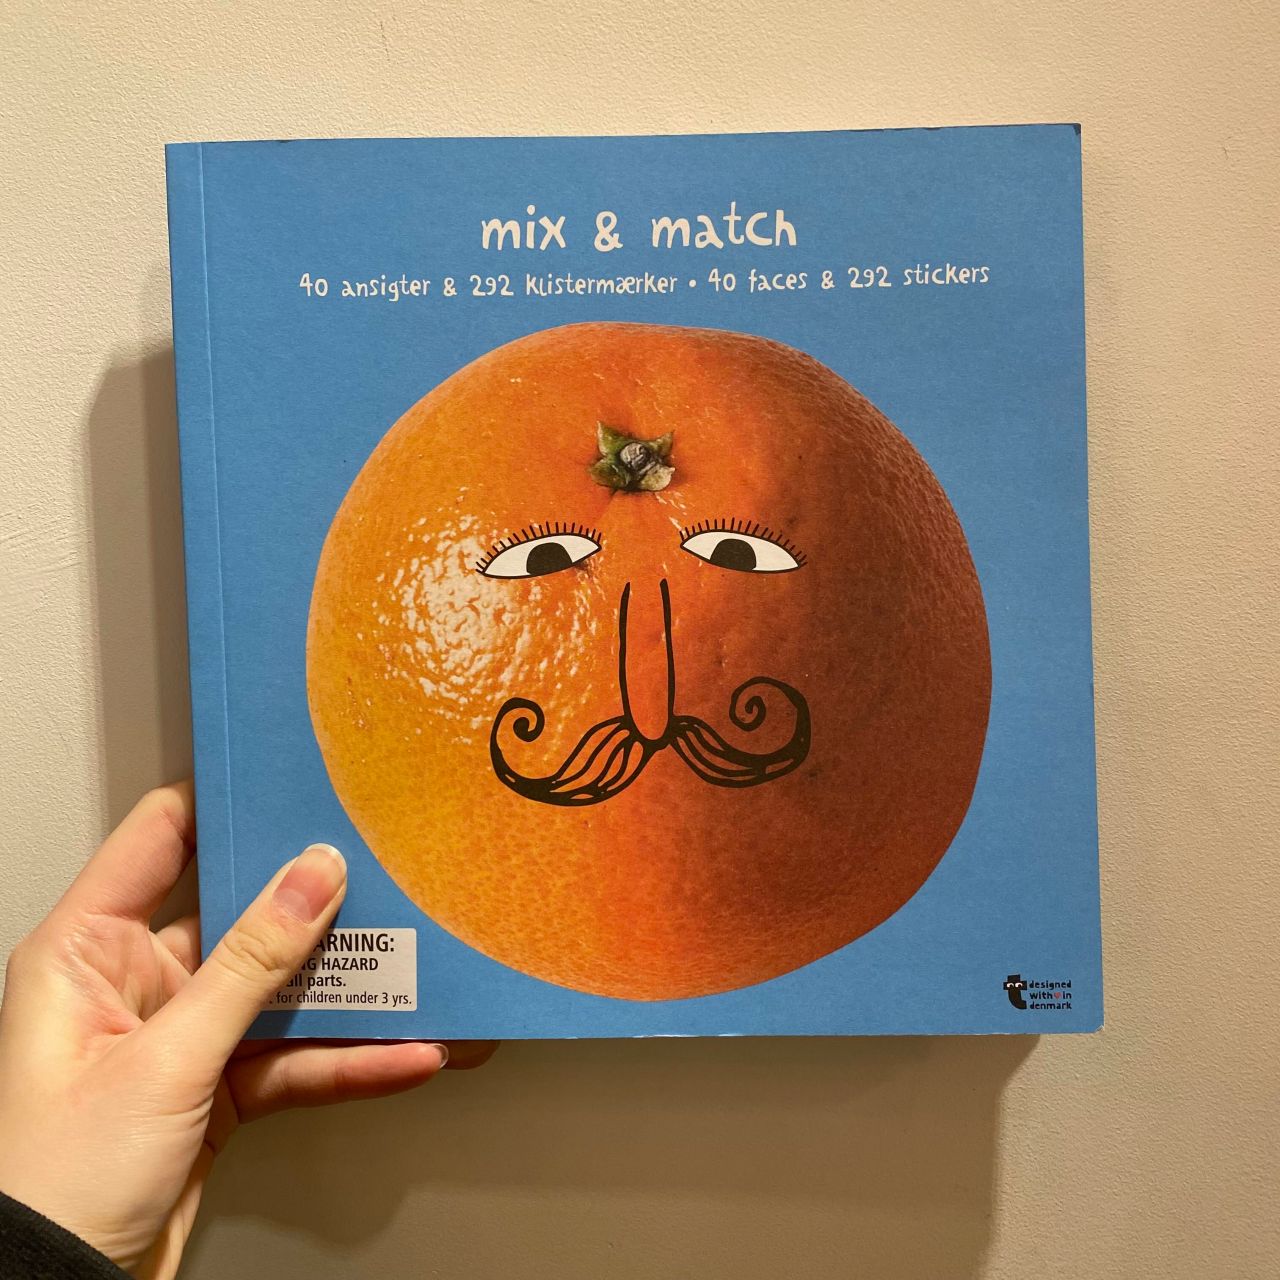 mix & match
40 ansigter & 292 klistermærker • 40 faces & 292 stickers
ARNING:
G HAZARD
all parts.
for children under 3 yrs.
designed
with♥in
denmark